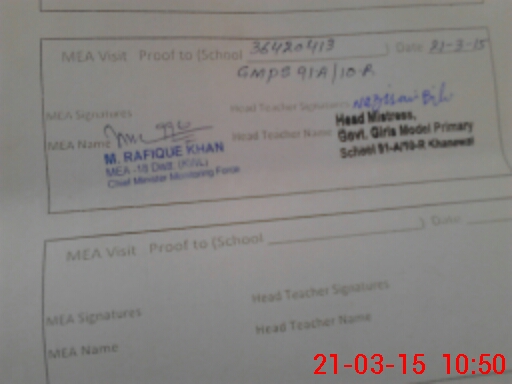 MEA Visit Proof to (School 36420413 ) Date 21-3-15
GMPS 91A/10-R
MEA Signatures
Head Teacher Signatures
MEA Name
Head Teacher Name
M. RAFIQUE KHAN
MEA -18 Distt: (KWL)
Chief Minister Monitoring Force
Head Mistress,
Govt. Girls Model Primary
School 91-A/10-R Khanewal
MEA Visit Proof to (School ) Date
MEA Signatures
Head Teacher Signatures
MEA Name
Head Teacher Name
21-03-15 10:50